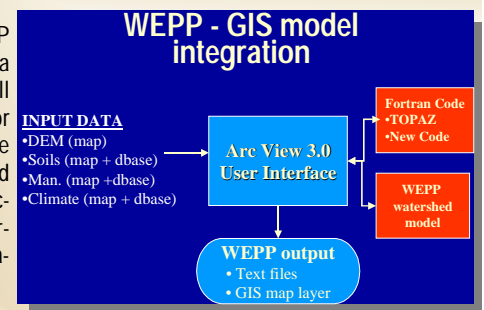 WEPP - GIS model
integration
INPUT DATA
•DEM (map)
•Soils (map + dbase)
•Man. (map +dbase)
•Climate (map + dbase)
Arc View 3.0
User Interface
Fortran Code
•TOPAZ
•New Code
WEPP
watershed
model
WEPP output
• Text files
• GIS map layer